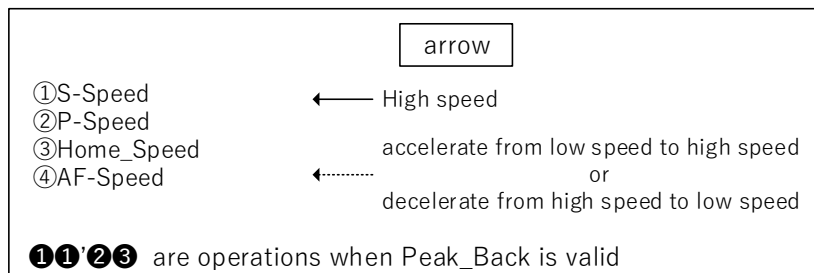 arrow
①S-Speed
②P-Speed
③Home_Speed
④AF-Speed
High speed
accelerate from low speed to high speed
or
decelerate from high speed to low speed
❶❶'❷❸ are operations when Peak_Back is valid